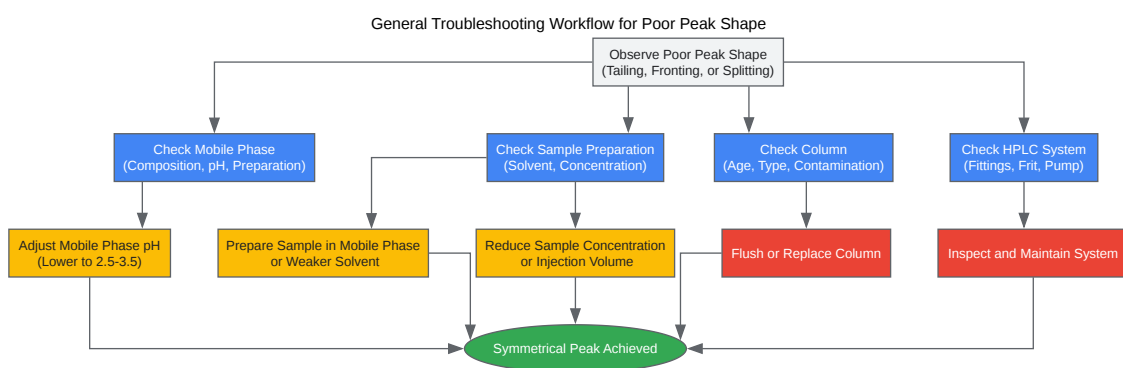 General Troubleshooting Workflow for Poor Peak Shape
Observe Poor Peak Shape
(Tailing, Fronting, or Splitting)
Check Mobile Phase
(Composition, pH, Preparation)
Check Sample Preparation
(Solvent, Concentration)
Check Column
(Age, Type, Contamination)
Check HPLC System
(Fittings, Frit, Pump)
Adjust Mobile Phase pH
(Lower to 2.5-3.5)
Prepare Sample in Mobile Phase
or Weaker Solvent
Reduce Sample Concentration
or Injection Volume
Flush or Replace Column
Inspect and Maintain System
Symmetrical Peak Achieved